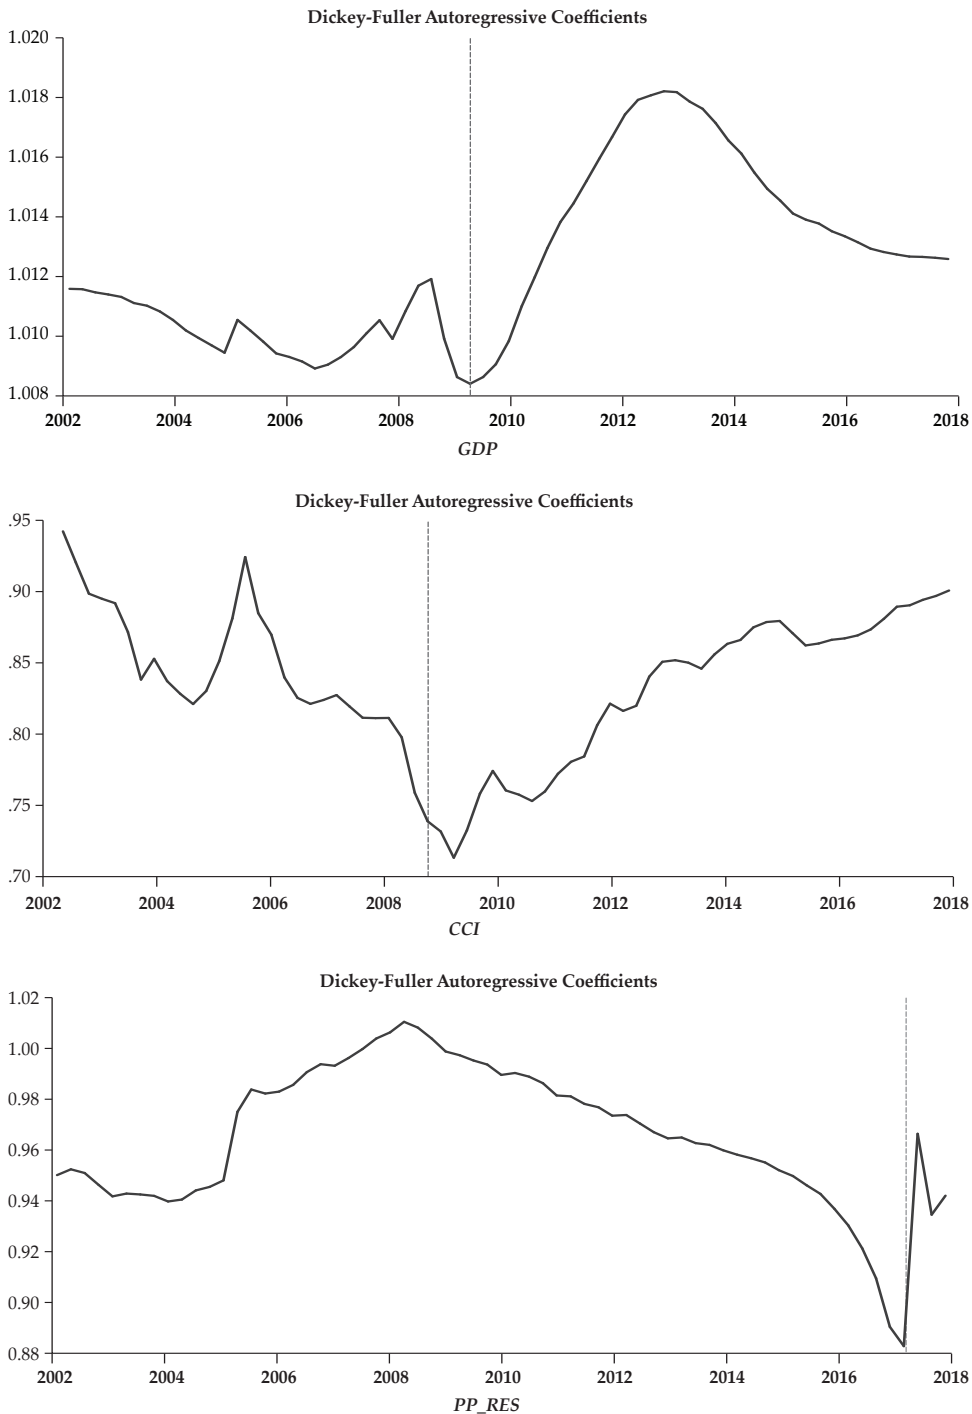 Dickey-Fuller Autoregressive Coefficients
1.020
1.018
1.016
1.014
1.012
1.010
1.008
2002 2004 2006 2008 2010 2012 2014 2016 2018
GDP
Dickey-Fuller Autoregressive Coefficients
.95
.90
.85
.80
.75
.70
2002 2004 2006 2008 2010 2012 2014 2016 2018
CCI
Dickey-Fuller Autoregressive Coefficients
1.02
1.00
0.98
0.96
0.94
0.92
0.90
0.88
2002 2004 2006 2008 2010 2012 2014 2016 2018
PP_RES